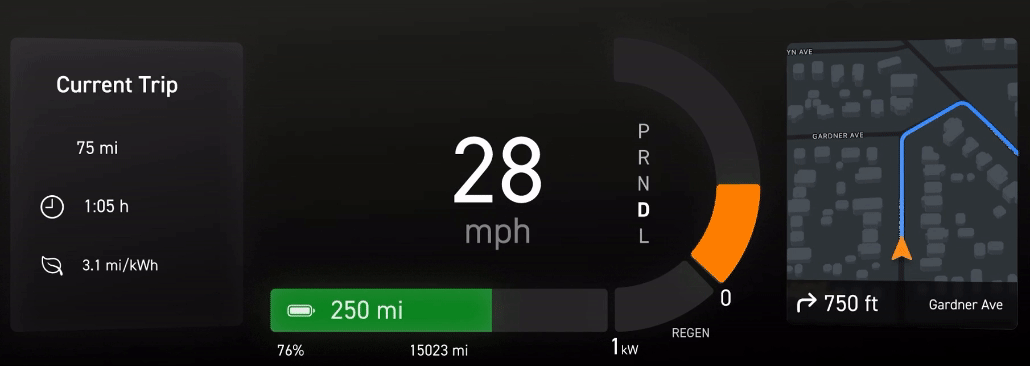 Current Trip
75 mi
1:05 h
3.1 mi/kWh
28
mph
P
R
N
D
L
250 mi
76%
15023 mi
0
REGEN
1 kW
YN AVE
GARDNER AVE
750 ft
Gardner Ave